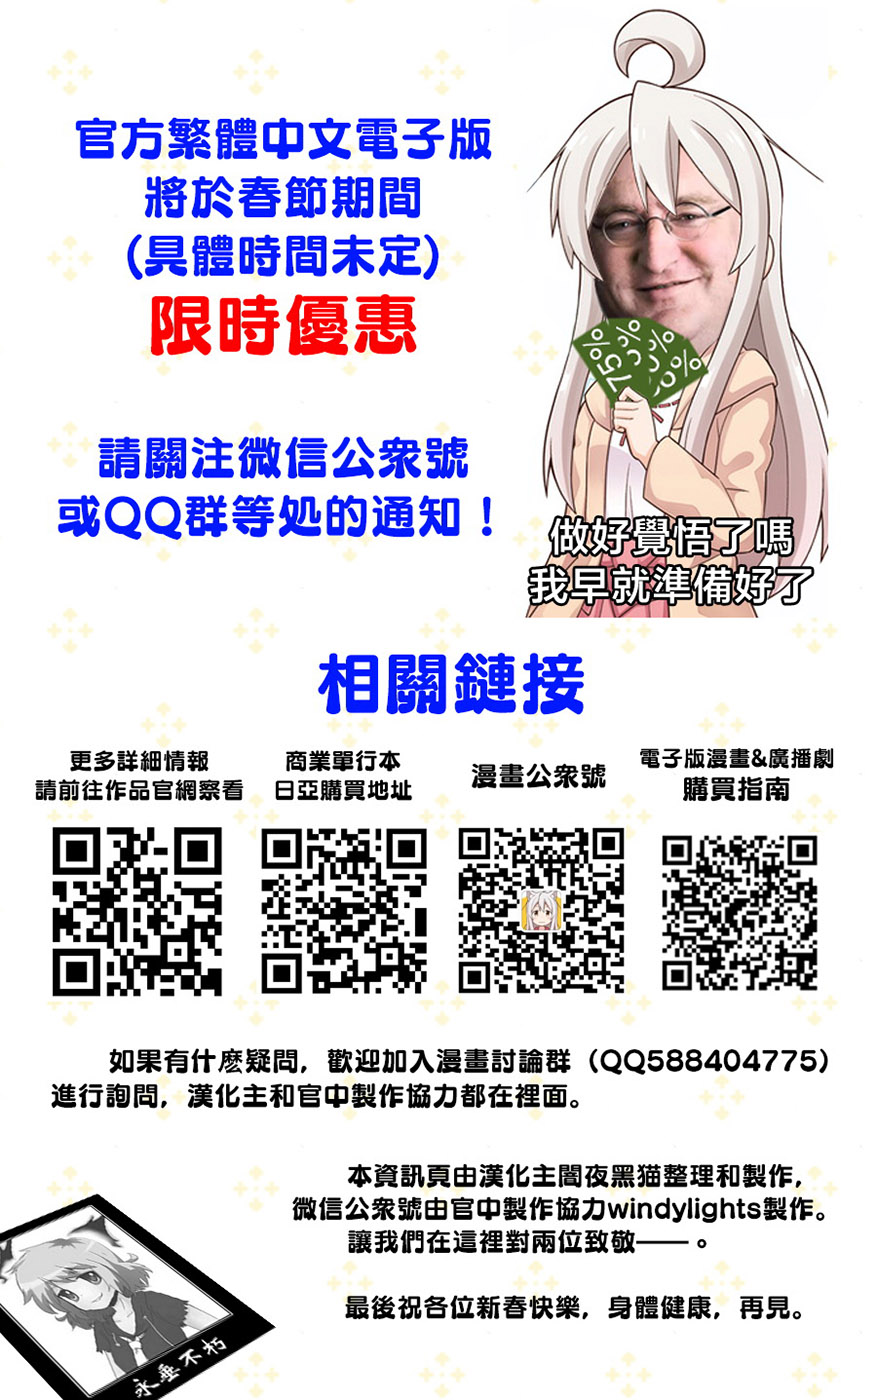 官方繁體中文電子版
將於春節期間
(具體時間未定)
限時優惠
75%
請關注微信公衆號
或QQ群等処的通知！
做好覺悟了嗎
我早就準備好了
相關鏈接
更多詳細情報
請前往作品官網察看
商業單行本
日亞購買地址
漫畫公衆號
電子版漫畫&廣播劇
購買指南
如果有什麽疑問，歡迎加入漫畫討論群（QQ588404775）
進行詢問，漢化主和官中製作協力都在裡面。
本資訊頁由漢化主闇夜黑猫整理和製作，
微信公衆號由官中製作協力windylights製作。
讓我們在這裡對兩位致敬——。
最後祝各位新春快樂，身體健康，再見。
永垂不朽